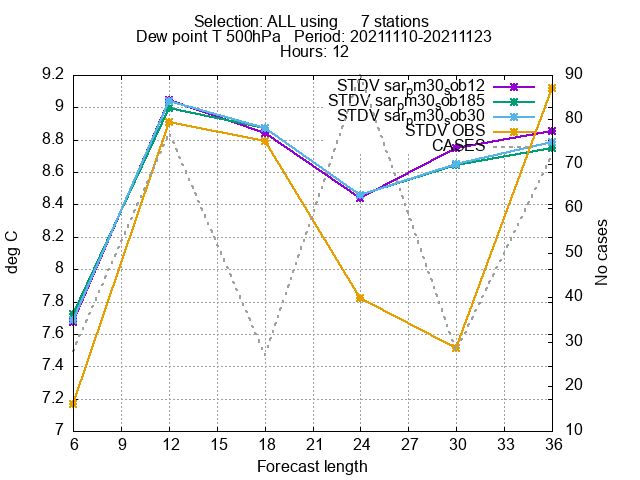 Selection: ALL using 7 stations
Dew point T 500hPa Period: 20211110-20211123
Hours: 12
STDV sar_pm30_sob12
STDV sar_pm30_sob185
STDV sar_pm30_sob30
STDV OBS
CASES
9.2
9
8.8
8.6
8.4
8.2
8
7.8
7.6
7.4
7.2
7
deg C
90
80
70
60
50
40
30
20
10
No cases
6 9 12 15 18 21 24 27 30 33 36
Forecast length